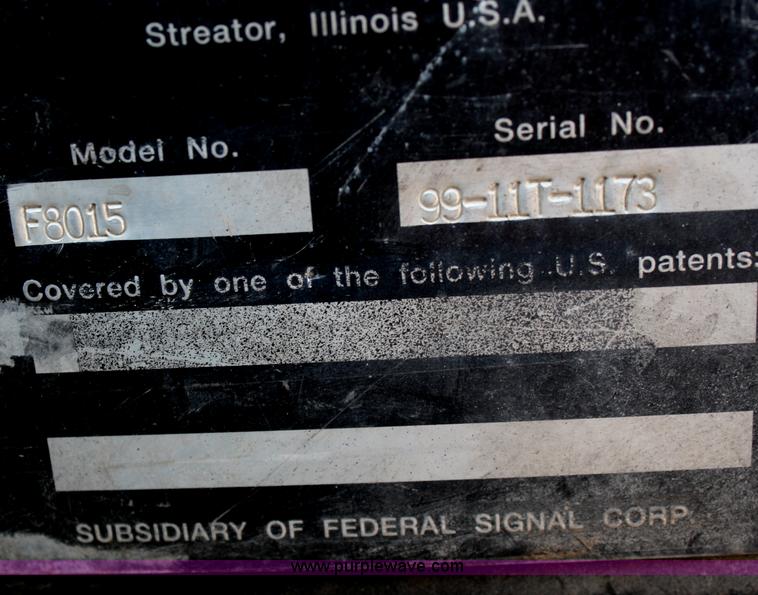 Streator, Illinois U.S.A.
Model No. Serial No.
F8015 99-11T-1173
Covered by one of the following U.S. patents:
SUBSIDIARY OF FEDERAL SIGNAL CORP.
www.purplewave.com